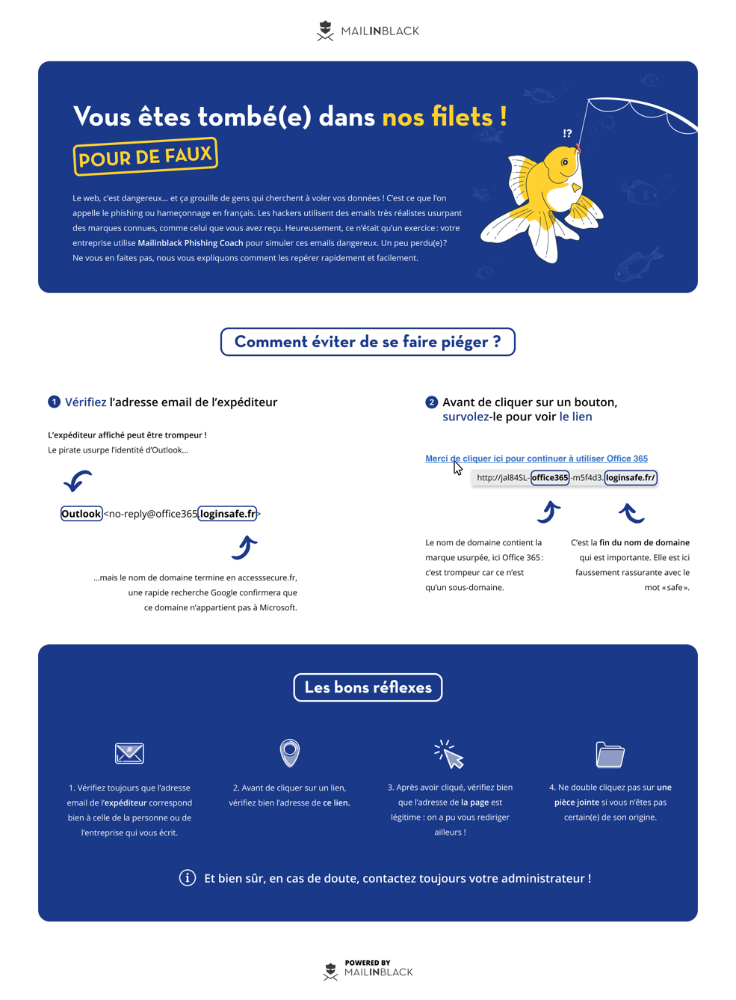 MAILINBLACK
Vous êtes tombé(e) dans nos filets !
POUR DE FAUX
!?
Le web, c’est dangereux... et ça grouille de gens qui cherchent à voler vos données ! C’est ce que l’on
appelle le phishing ou hameçonnage en français. Les hackers utilisent des emails très réalistes usurpant
des marques connues, comme celui que vous avez reçu. Heureusement, ce n’était qu’un exercice : votre
entreprise utilise Mailinblack Phishing Coach pour simuler ces emails dangereux. Un peu perdu(e) ?
Ne vous en faites pas, nous vous expliquons comment les repérer rapidement et facilement.
Comment éviter de se faire piéger ?
1 Vérifiez l’adresse email de l’expéditeur
L’expéditeur affiché peut être trompeur !
Le pirate usurpe l’identité d’Outlook...
Outlook <no-reply@office365.loginsafe.fr>
...mais le nom de domaine termine en accesssecure.fr,
une rapide recherche Google confirmera que
ce domaine n’appartient pas à Microsoft.
2 Avant de cliquer sur un bouton,
survolez-le pour voir le lien
Merci de cliquer ici pour continuer à utiliser Office 365
http://jal84SL-office365-m5f4d3.loginsafe.fr/
Le nom de domaine contient la
marque usurpée, ici Office 365 :
c’est trompeur car ce n’est
qu’un sous-domaine.
C’est la fin du nom de domaine
qui est importante. Elle est ici
faussement rassurante avec le
mot « safe ».
Les bons réflexes
1. Vérifiez toujours que l’adresse
email de l’expéditeur correspond
bien à celle de la personne ou de
l’entreprise qui vous écrit.
2. Avant de cliquer sur un lien,
vérifiez bien l’adresse de ce lien.
3. Après avoir cliqué, vérifiez bien
que l’adresse de la page est
légitime : on a pu vous rediriger
ailleurs !
4. Ne double cliquez pas sur une
pièce jointe si vous n’êtes pas
certain(e) de son origine.
i Et bien sûr, en cas de doute, contactez toujours votre administrateur !
POWERED BY
MAILINBLACK